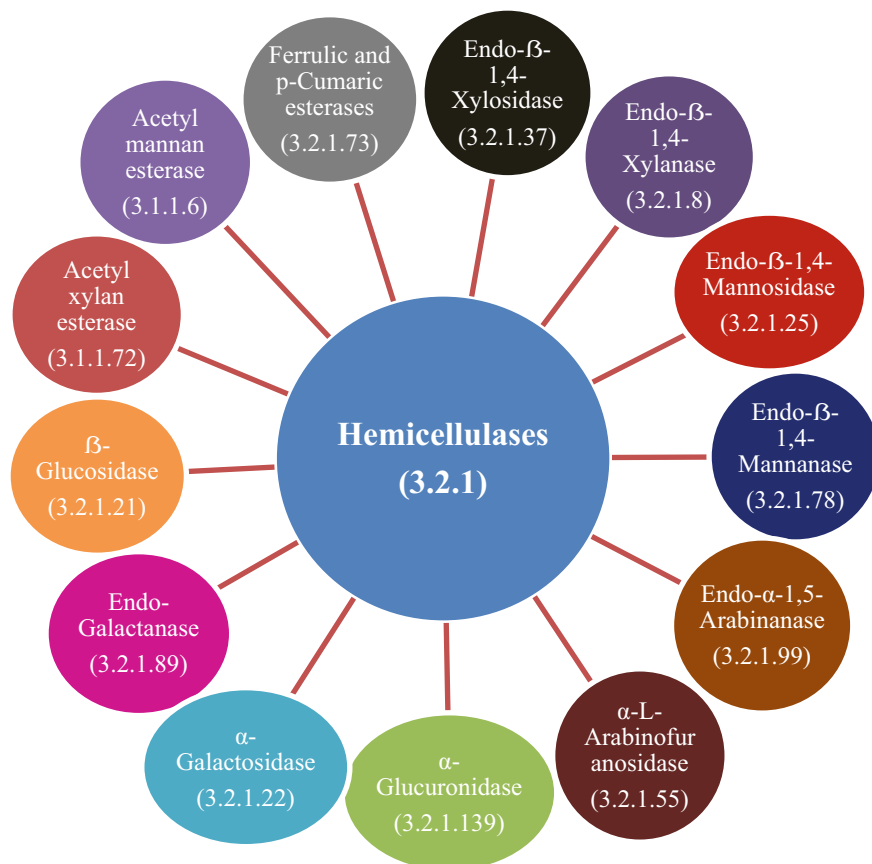 Hemicellulases
(3.2.1)
Endo-ß-
1,4-
Xylosidase
(3.2.1.37)
Endo-ß-
1,4-
Xylanase
(3.2.1.8)
Endo-ß-1,4-
Mannosidase
(3.2.1.25)
Endo-ß-
1,4-
Mannanase
(3.2.1.78)
Endo-α-1,5-
Arabinanase
(3.2.1.99)
α-L-
Arabinofur
anosidase
(3.2.1.55)
α-
Glucuronidase
(3.2.1.139)
α-
Galactosidase
(3.2.1.22)
Endo-
Galactanase
(3.2.1.89)
ß-
Glucosidase
(3.2.1.21)
Acetyl
xylan
esterase
(3.1.1.72)
Acetyl
mannan
esterase
(3.1.1.6)
Ferrulic and
p-Cumaric
esterases
(3.2.1.73)